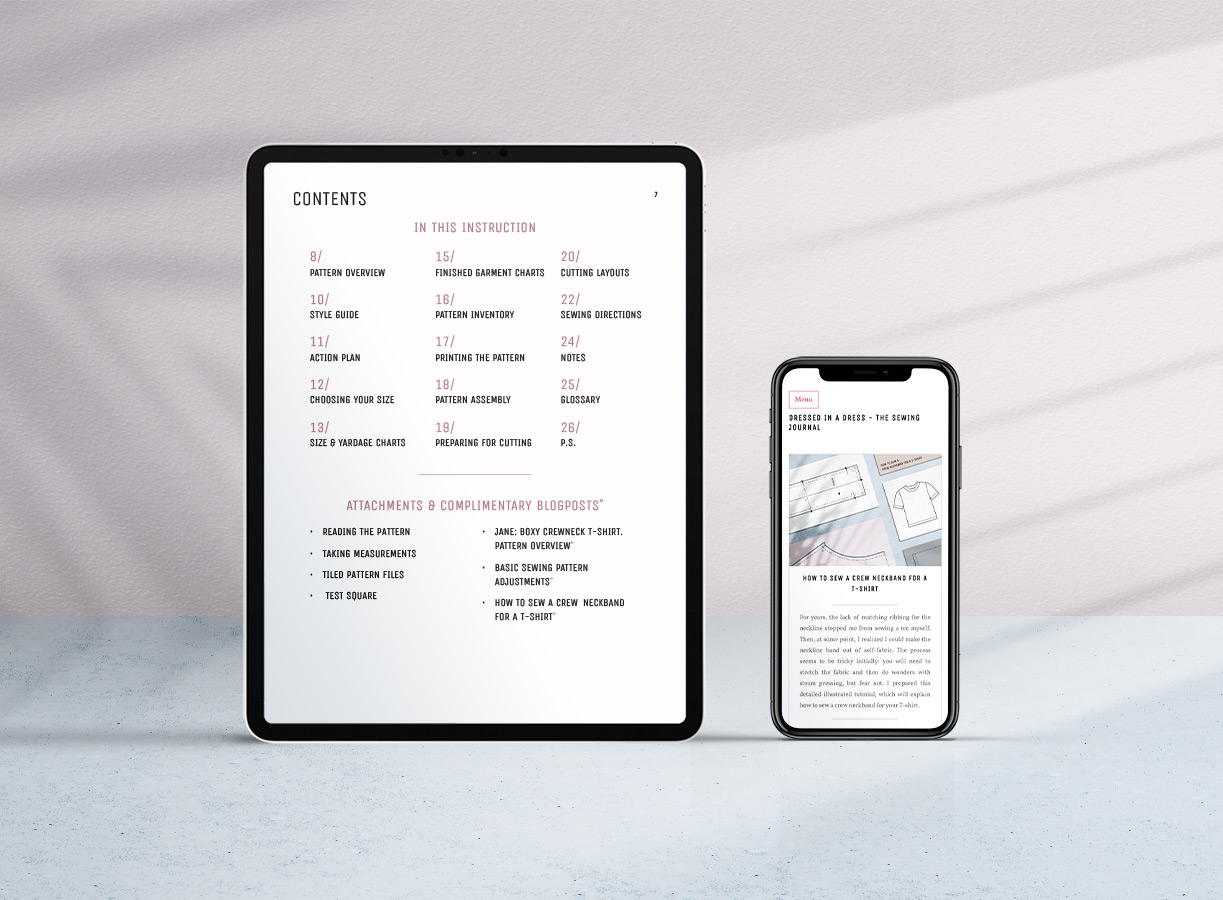 CONTENTS
7
IN THIS INSTRUCTION
8/
PATTERN OVERVIEW
10/
STYLE GUIDE
11/
ACTION PLAN
12/
CHOOSING YOUR SIZE
13/
SIZE & YARDAGE CHARTS
15/
FINISHED GARMENT CHARTS
16/
PATTERN INVENTORY
17/
PRINTING THE PATTERN
18/
PATTERN ASSEMBLY
19/
PREPARING FOR CUTTING
20/
CUTTING LAYOUTS
22/
SEWING DIRECTIONS
24/
NOTES
25/
GLOSSARY
26/
P.S.
ATTACHMENTS & COMPLIMENTARY BLOGPOSTS°
• READING THE PATTERN
• TAKING MEASUREMENTS
• TILED PATTERN FILES
• TEST SQUARE
• JANE: BOXY CREWNECK T-SHIRT.
PATTERN OVERVIEW°
• BASIC SEWING PATTERN
ADJUSTMENTS°
• HOW TO SEW A CREW NECKBAND
FOR A T-SHIRT°
Menu
DRESSED IN A DRESS - THE SEWING
JOURNAL
HOW TO SEW A CREW NECKBAND FOR A
T-SHIRT
For years, the lack of matching ribbing for the
neckline stopped me from sewing a tee myself.
Then, at some point, I realized I could make the
neckline band out of self-fabric. The process
seems to be tricky initially: you will need to
stretch the fabric and then do wonders with
steam pressing, but fear not. I prepared this
detailed illustrated tutorial, which will explain
how to sew a crew neckband for your T-shirt.